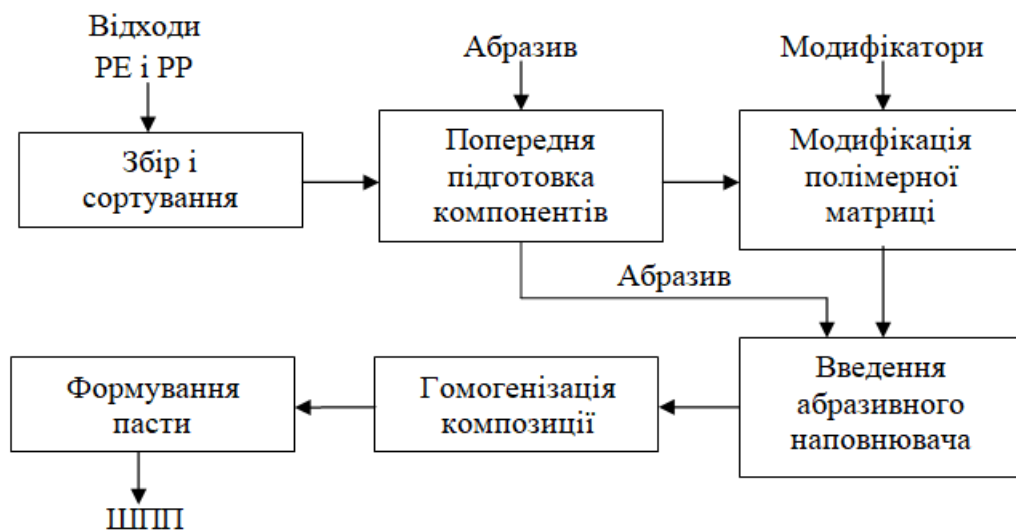 Відходи
PE і PP
Абразив
Модифікатори
Збір і
сортування
Попередня
підготовка
компонентів
Модифікація
полімерної
матриці
Абразив
Введення
абразивного
наповнювача
Гомогенізація
композиції
Формування
пасти
ШПП